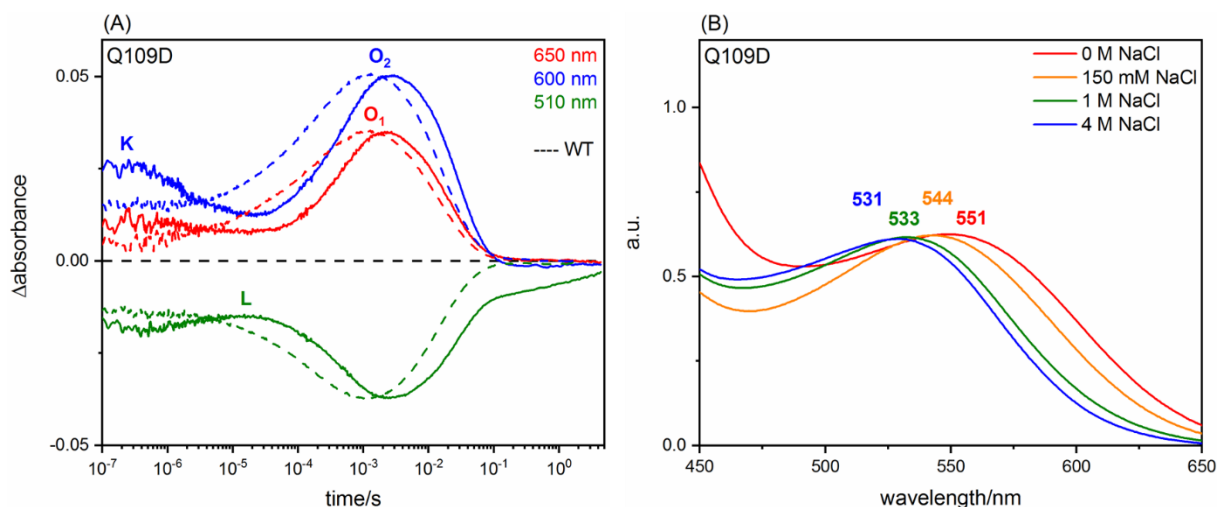 (A)
Q109D
650 nm
600 nm
510 nm
---- WT
K
O₂
O₁
L
0.05
0.00
-0.05
Δabsorbance
10⁻⁷ 10⁻⁶ 10⁻⁵ 10⁻⁴ 10⁻³ 10⁻² 10⁻¹ 10⁰
time/s
(B)
Q109D
0 M NaCl
150 mM NaCl
1 M NaCl
4 M NaCl
531 544
533 551
1.0
0.5
0.0
a.u.
450 500 550 600 650
wavelength/nm